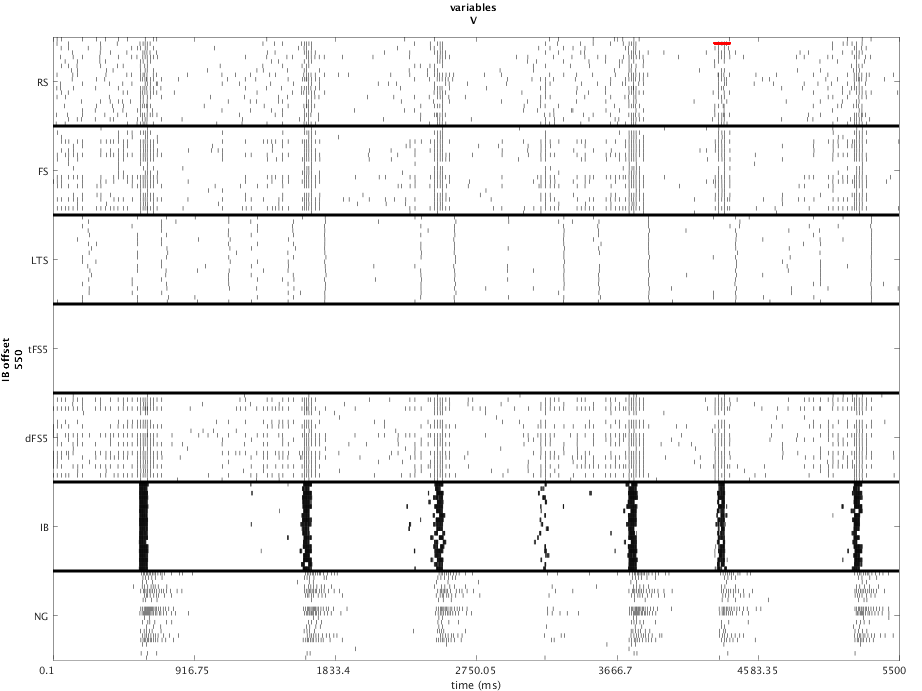 variables
V
RS
FS
LTS
tFS5
dFS5
IB
NG
IB offset
550
0.1 916.75 1833.4 2750.05 3666.7 4583.35 5500
time (ms)